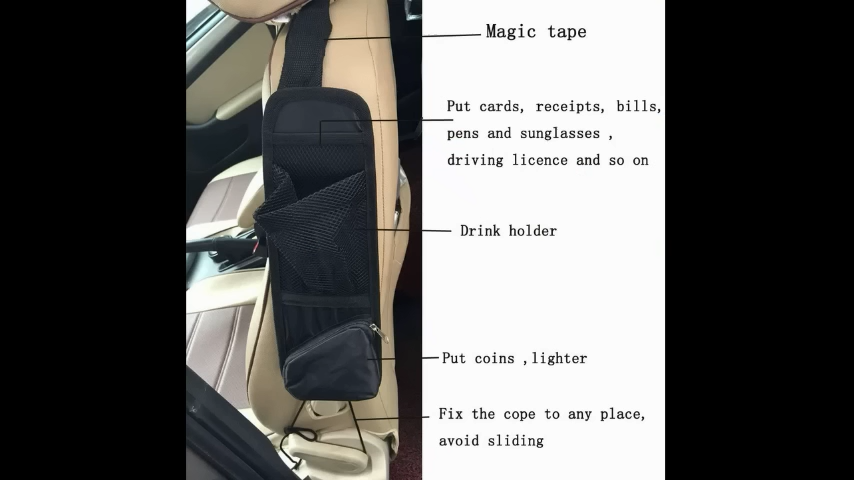 Magic tape
Put cards, receipts, bills,
pens and sunglasses ,
driving licence and so on
Drink holder
Put coins ,lighter
Fix the cope to any place,
avoid sliding